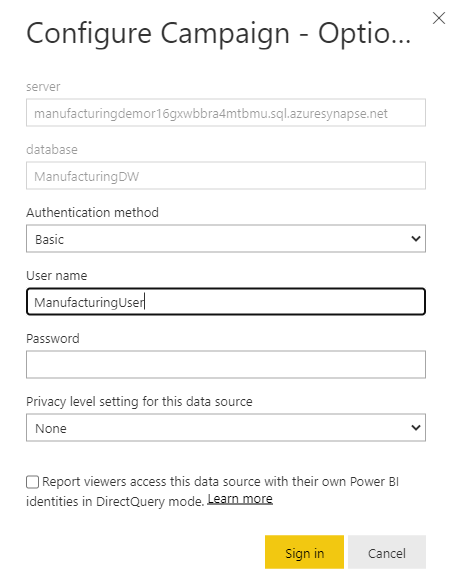 Configure Campaign - Optio...
server
manufacturingdemor16gxwbbra4mtbmu.sql.azuresynapse.net
database
ManufacturingDW
Authentication method
Basic
User name
ManufacturingUser
Password
Privacy level setting for this data source
None
Report viewers access this data source with their own Power BI
identities in DirectQuery mode. Learn more
Sign in
Cancel